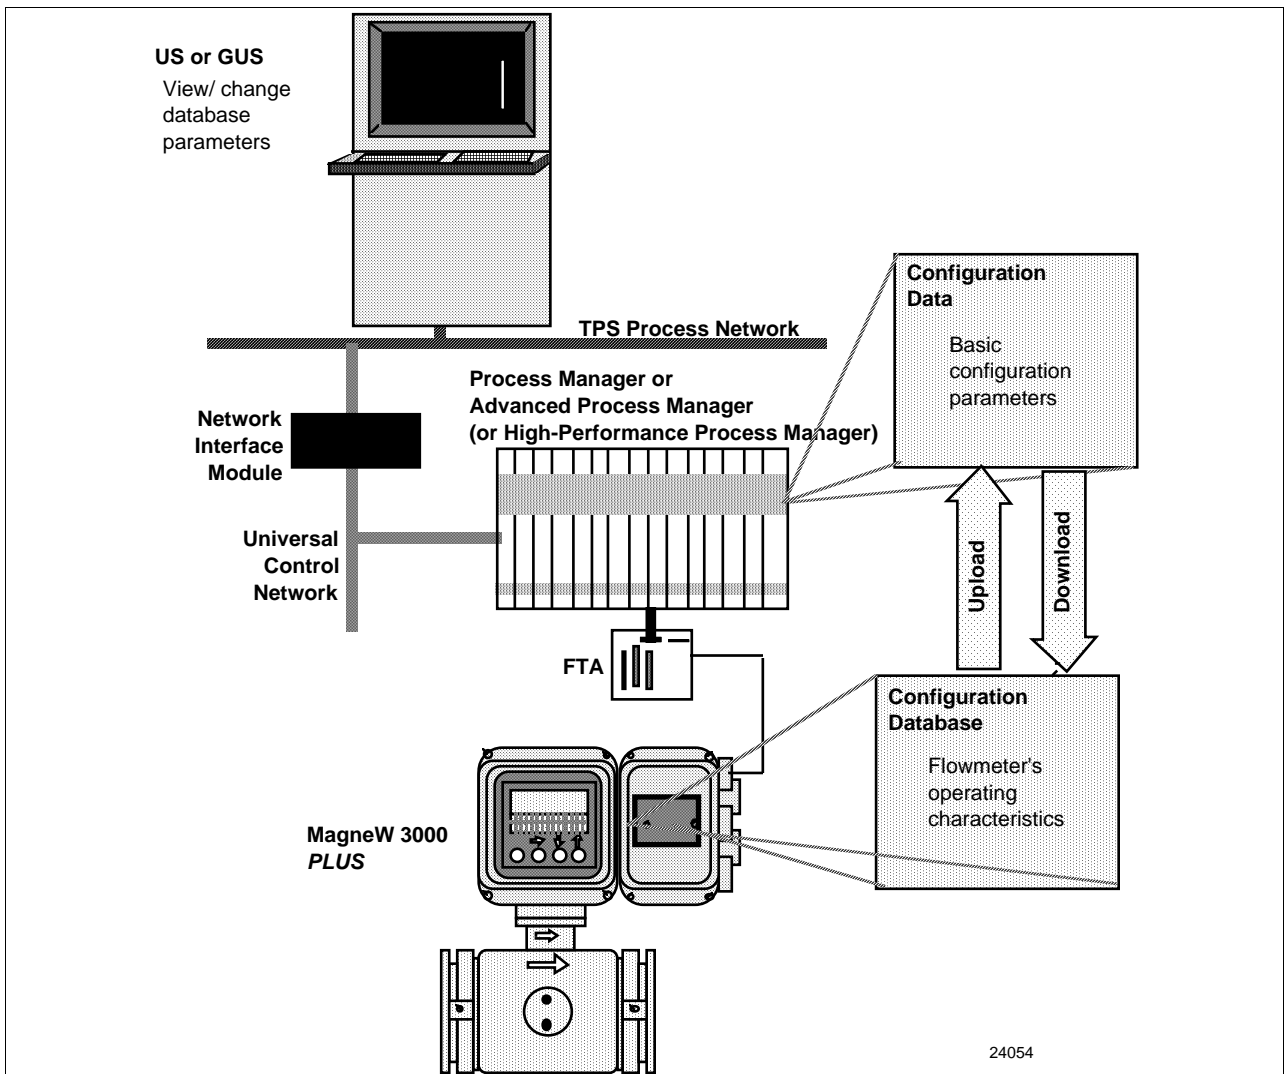 US or GUS
View/ change
database
parameters
TPS Process Network
Process Manager or
Advanced Process Manager
(or High-Performance Process Manager)
Network
Interface
Module
Universal
Control
Network
Configuration
Data
Basic
configuration
parameters
Upload
Download
FTA
Configuration
Database
Flowmeter's
operating
characteristics
MagneW 3000
PLUS
24054